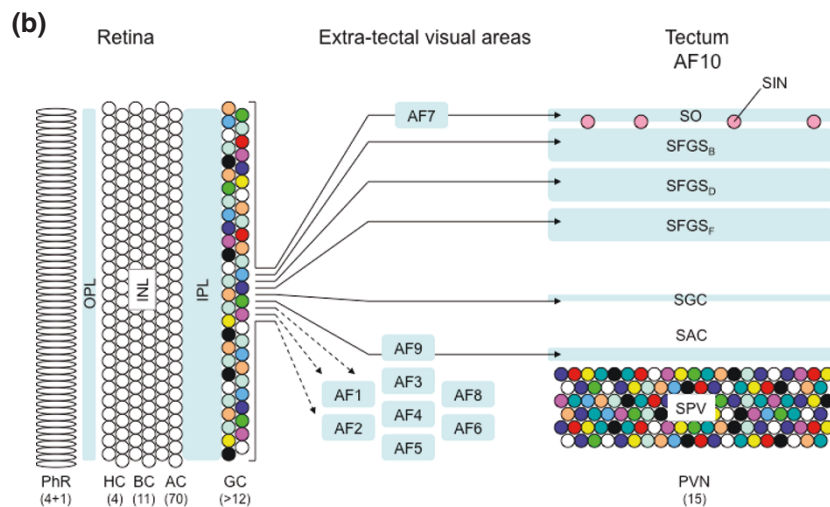 (b)
Retina
Extra-tectal visual areas
Tectum
AF10
SIN
AF7
SO
SFGSB
SFGSD
SFGSF
OPL
INL
IPL
SGC
SAC
AF9
AF3
AF1
AF8
AF4
AF2
AF6
AF5
SPV
PhR
HC
BC
AC
GC
PVN
(4+1)
(4)
(11)
(70)
(>12)
(15)